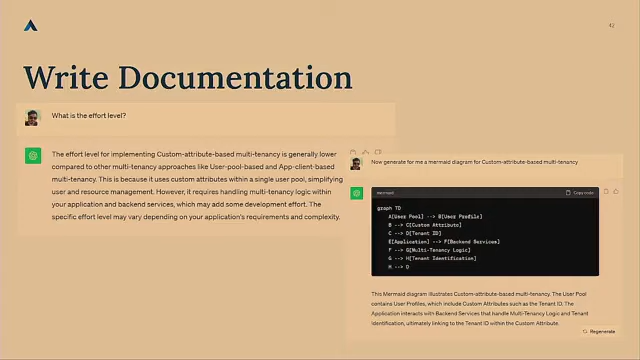 42
Write Documentation
What is the effort level?
The effort level for implementing Custom-attribute-based multi-tenancy is generally lower
compared to other multi-tenancy approaches like User-pool-based and App-client-based
multi-tenancy. This is because it uses custom attributes within a single user pool, simplifying
user and resource management. However, it requires handling multi-tenancy logic within
your application and backend services, which may add some development effort. The
specific effort level may vary depending on your application's requirements and complexity.
Now generate for me a mermaid diagram for Custom-attribute-based multi-tenancy
mermaid
Copy code
graph TD
A[User Pool] --> B[User Profile]
B --> C[Custom Attribute]
C --> D[Tenant ID]
E[Application] --> F[Backend Services]
F --> G[Multi-Tenancy Logic]
G --> H[Tenant Identification]
H --> D
This Mermaid diagram illustrates Custom-attribute-based multi-tenancy. The User Pool
contains User Profiles, which include Custom Attributes such as the Tenant ID. The
Application interacts with Backend Services that handle Multi-Tenancy Logic and Tenant
Identification, ultimately linking to the Tenant ID within the Custom Attribute.
Regenerate